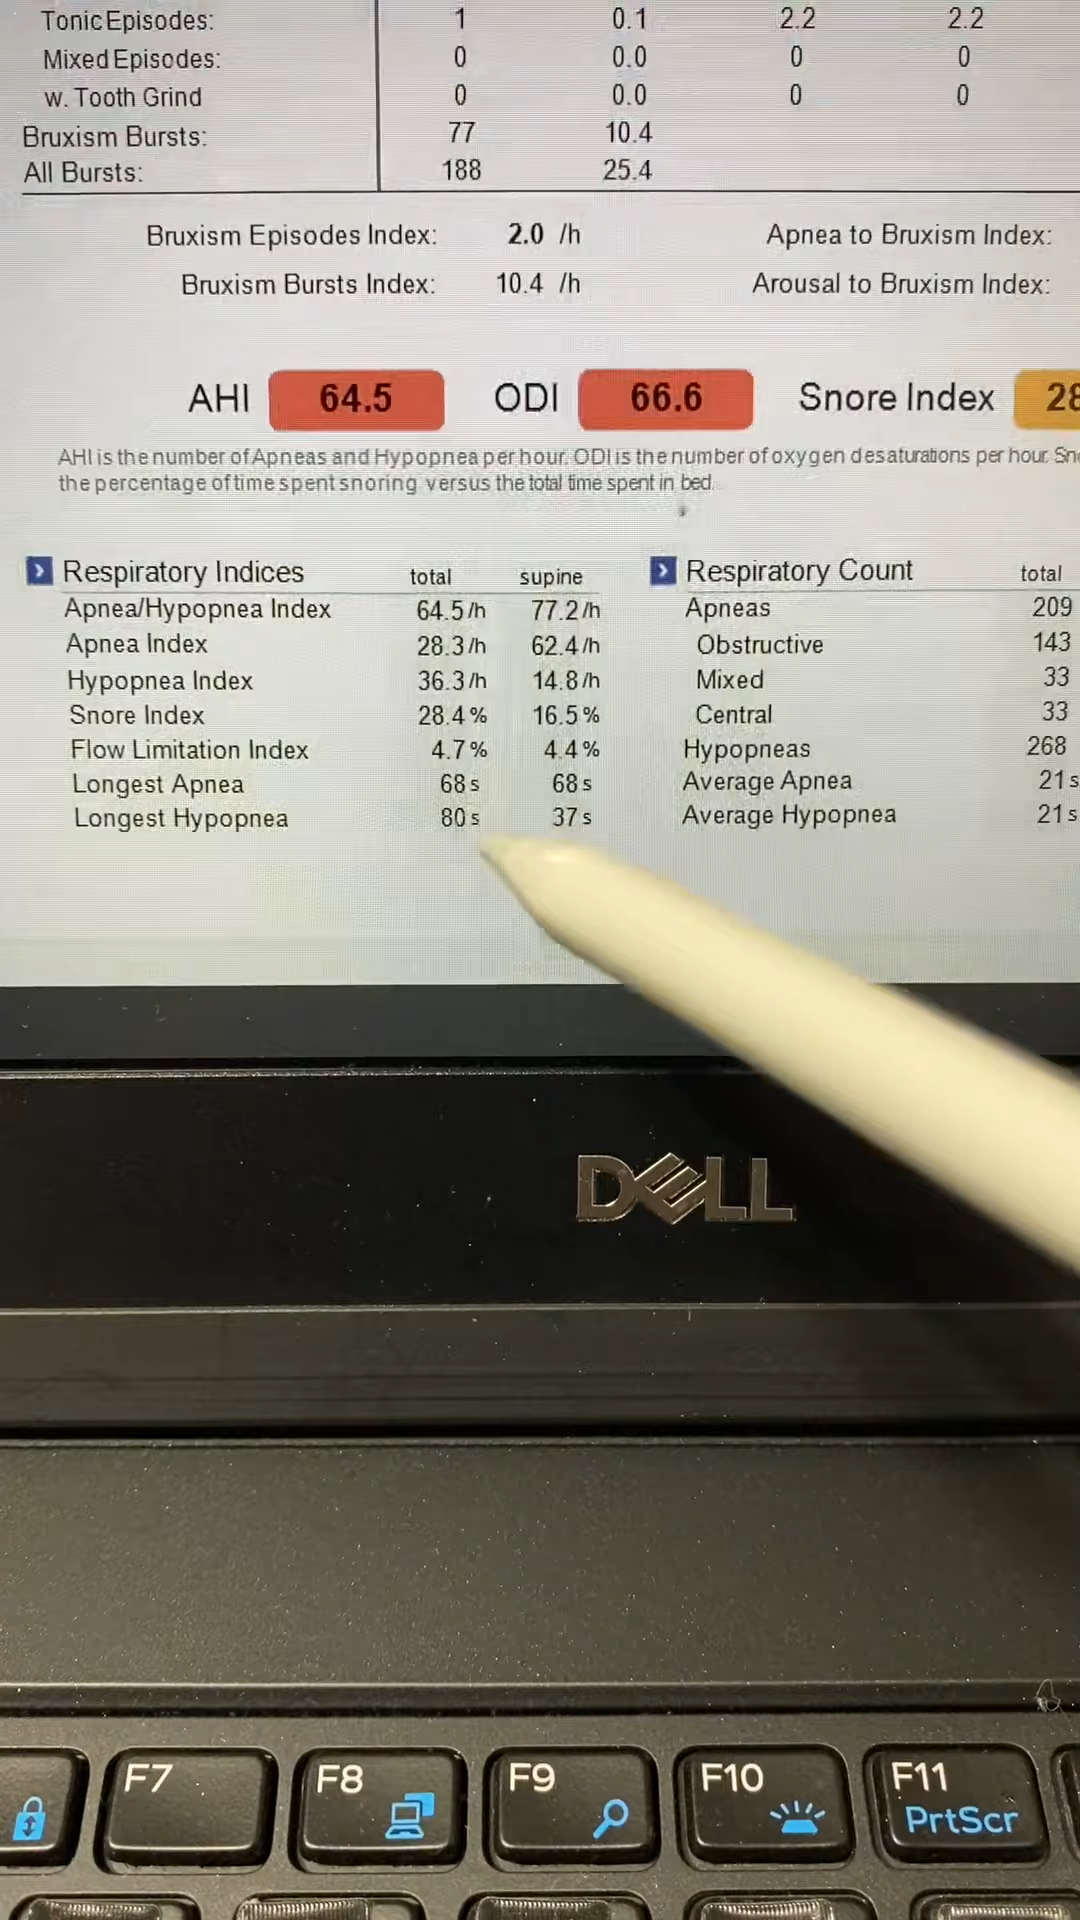 Tonic Episodes: 1 0.1 2.2 2.2
Mixed Episodes: 0 0.0 0 0
w. Tooth Grind 0 0.0 0 0
Bruxism Bursts: 77 10.4
All Bursts: 188 25.4
Bruxism Episodes Index: 2.0 /h Apnea to Bruxism Index:
Bruxism Bursts Index: 10.4 /h Arousal to Bruxism Index:
AHI 64.5 ODI 66.6 Snore Index 28
AHI is the number of Apneas and Hypopnea per hour. ODI is the number of oxygen desaturations per hour. Sno
the percentage of time spent snoring versus the total time spent in bed.
Respiratory Indices total supine
Apnea/Hypopnea Index 64.5/h 77.2/h
Apnea Index 28.3/h 62.4/h
Hypopnea Index 36.3/h 14.8/h
Snore Index 28.4% 16.5%
Flow Limitation Index 4.7% 4.4%
Longest Apnea 68s 68s
Longest Hypopnea 80s 37s
Respiratory Count total
Apneas 209
Obstructive 143
Mixed 33
Central 33
Hypopneas 268
Average Apnea 21s
Average Hypopnea 21s
DELL
F7 F8 F9 F10 F11
PrtScr